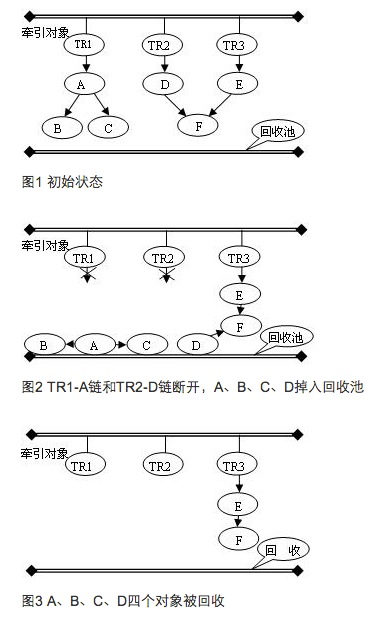 牵引对象
TR1 TR2 TR3
A D E
B C F
回收池
图1 初始状态
牵引对象
TR1 TR2 TR3
E
F
回收池
B A C D
图2 TR1-A链和TR2-D链断开，A、B、C、D掉入回收池
牵引对象
TR1 TR2 TR3
E
F
回 收
图3 A、B、C、D四个对象被回收